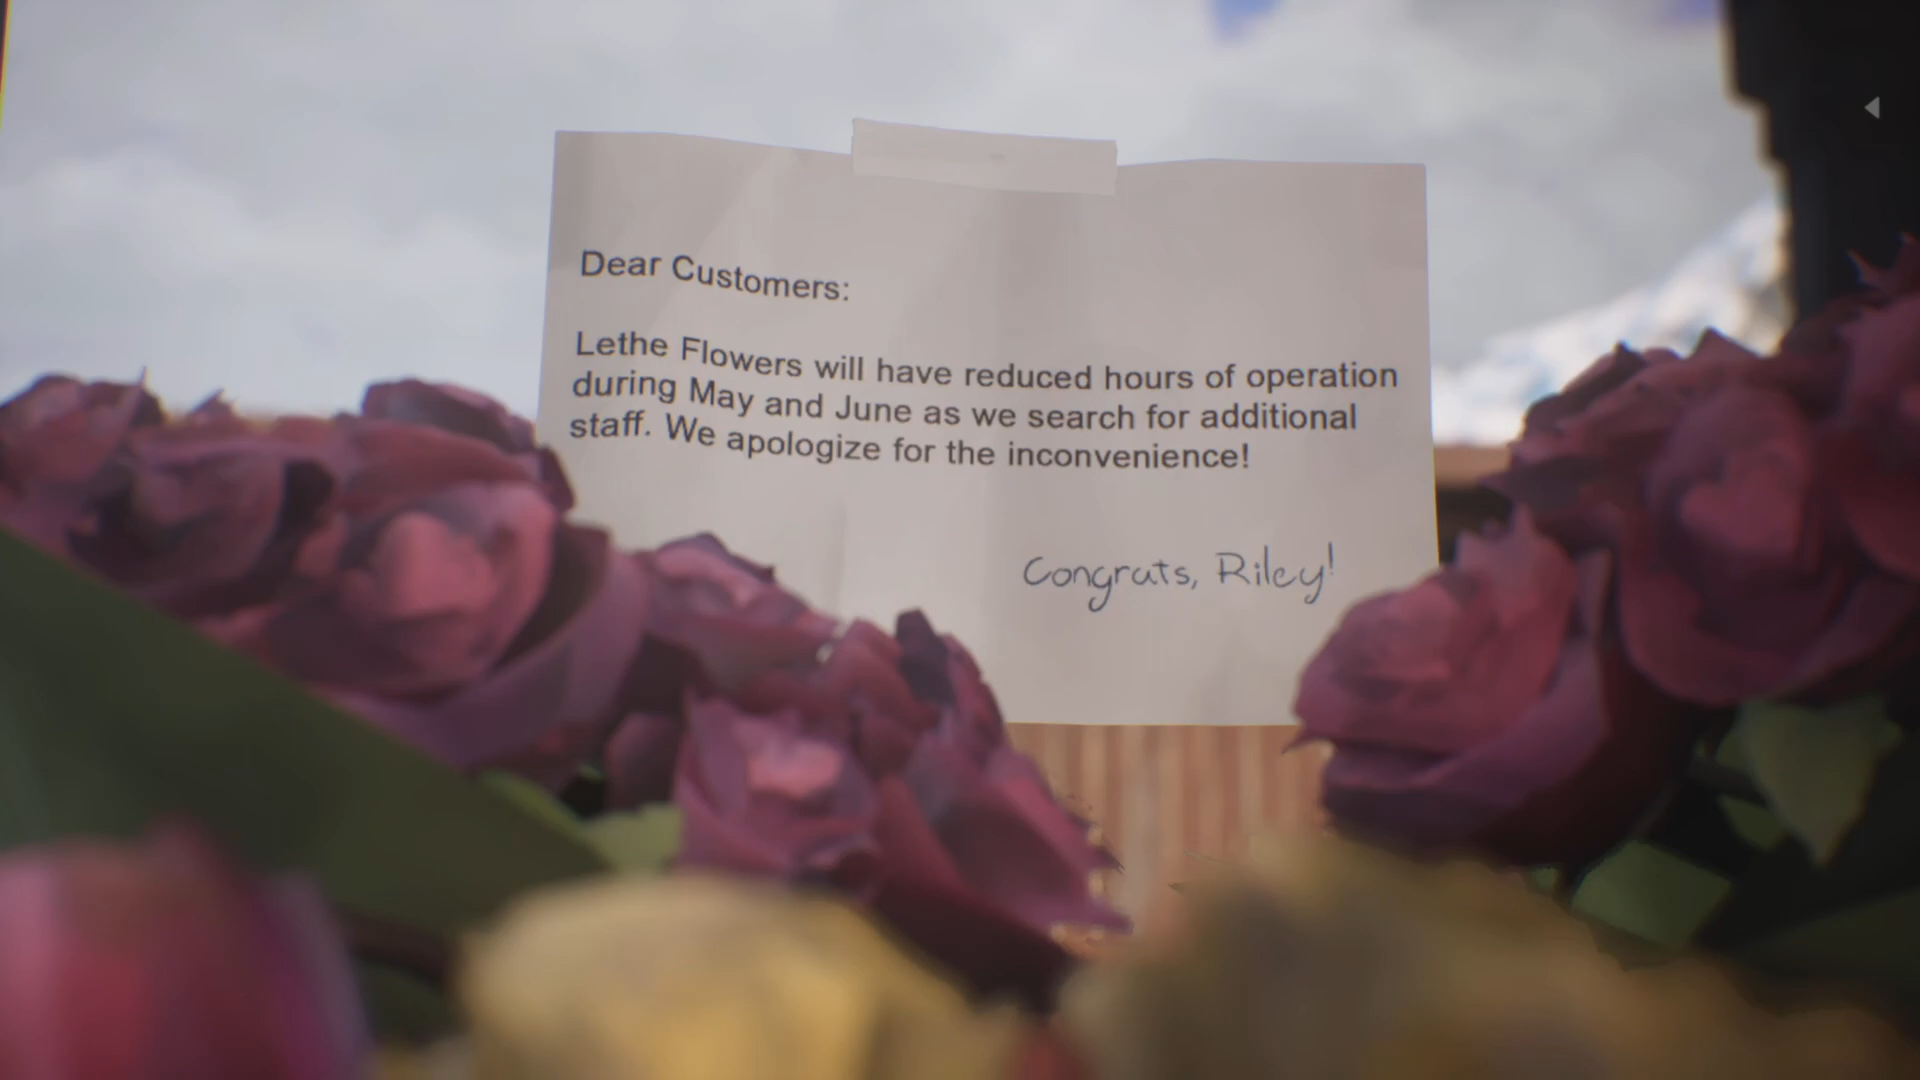 Dear Customers:
Lethe Flowers will have reduced hours of operation
during May and June as we search for additional
staff. We apologize for the inconvenience!
Congrats, Riley!